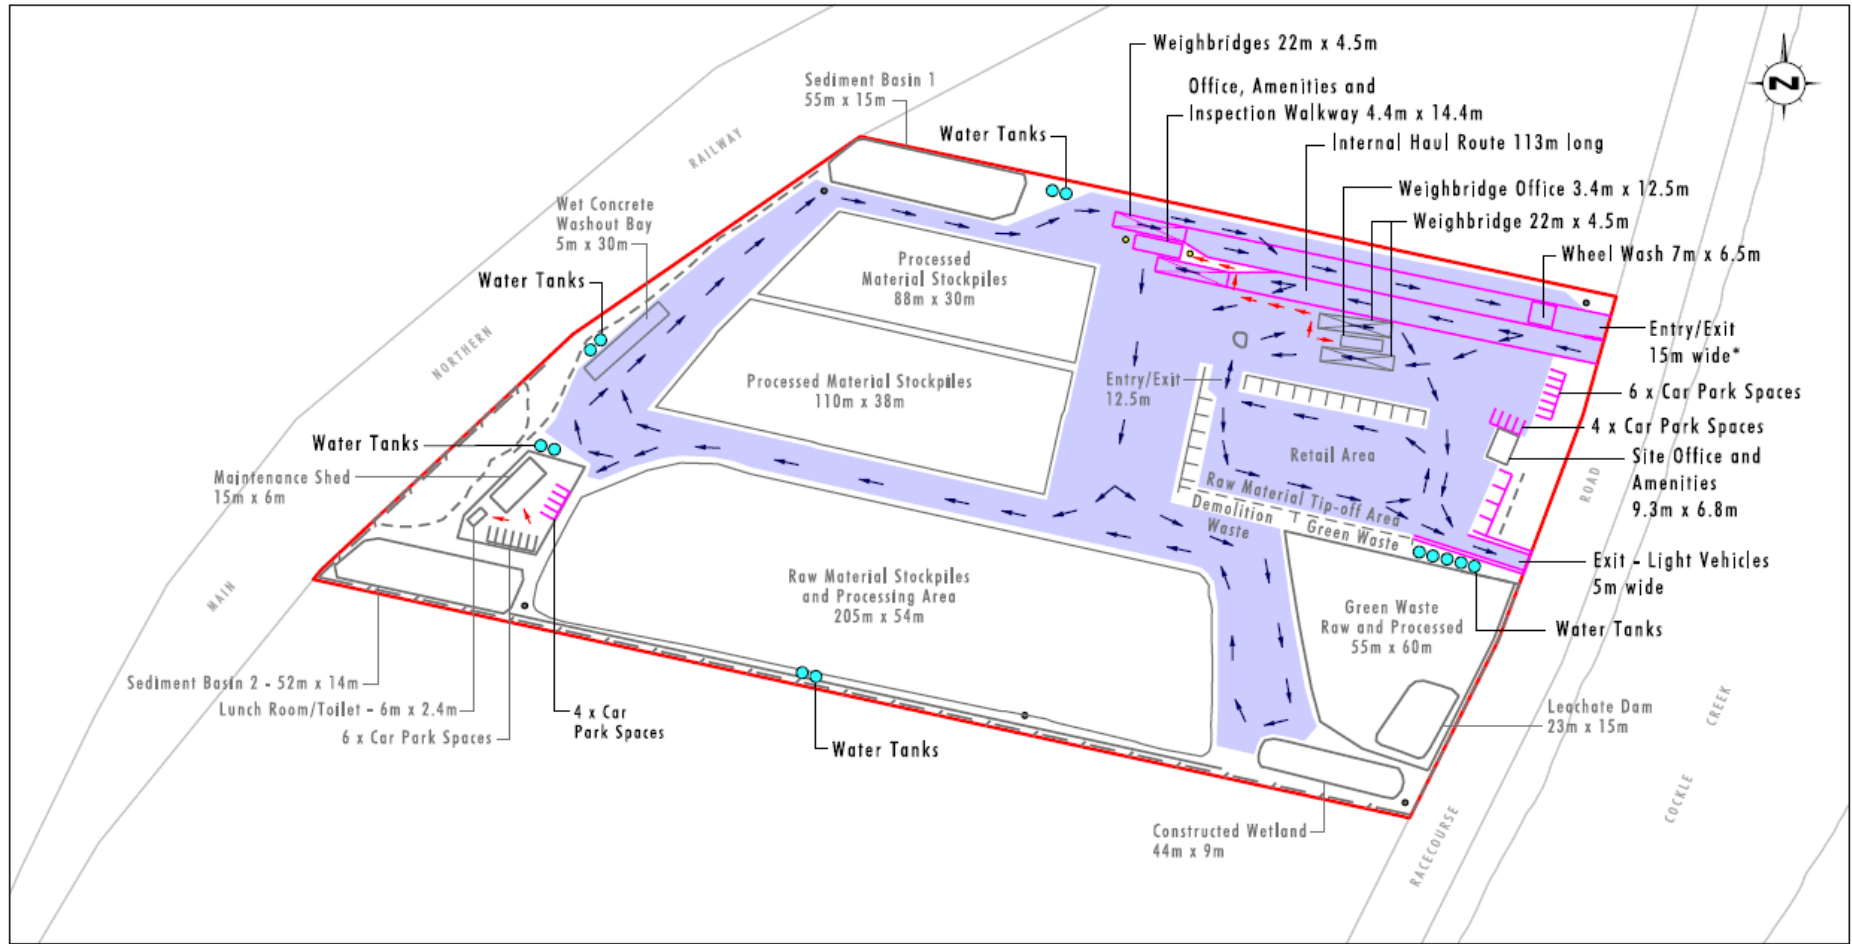 Weighbridges 22m x 4.5m
Sediment Basin 1
55m x 15m
Office, Amenities and
Inspection Walkway 4.4m x 14.4m
Water Tanks
Internal Haul Route 113m long
RAILWAY
Weighbridge Office 3.4m x 12.5m
Weighbridge 22m x 4.5m
N
Wet Concrete
Washout Bay
5m x 30m
Wheel Wash 7m x 6.5m
Processed
Material Stockpiles
88m x 30m
Water Tanks
Entry/Exit
15m wide*
NORTHERN
Processed Material Stockpiles
110m x 38m
Entry/Exit
12.5m
6 x Car Park Spaces
4 x Car Park Spaces
Water Tanks
Retail Area
Site Office and
Amenities
9.3m x 6.8m
Maintenance Shed
15m x 6m
Raw Material Tip-off Area
ROAD
Demolition
Waste
Green Waste
Exit - Light Vehicles
5m wide
MAIN
Raw Material Stockpiles
and Processing Area
205m x 54m
Green Waste
Raw and Processed
55m x 60m
Water Tanks
Sediment Basin 2 - 52m x 14m
Lunch Room/Toilet - 6m x 2.4m
6 x Car Park Spaces
4 x Car
Park Spaces
Water Tanks
Leachate Dam
23m x 15m
CREEK
COCKLE
Constructed Wetland
44m x 9m
RACECOURSE